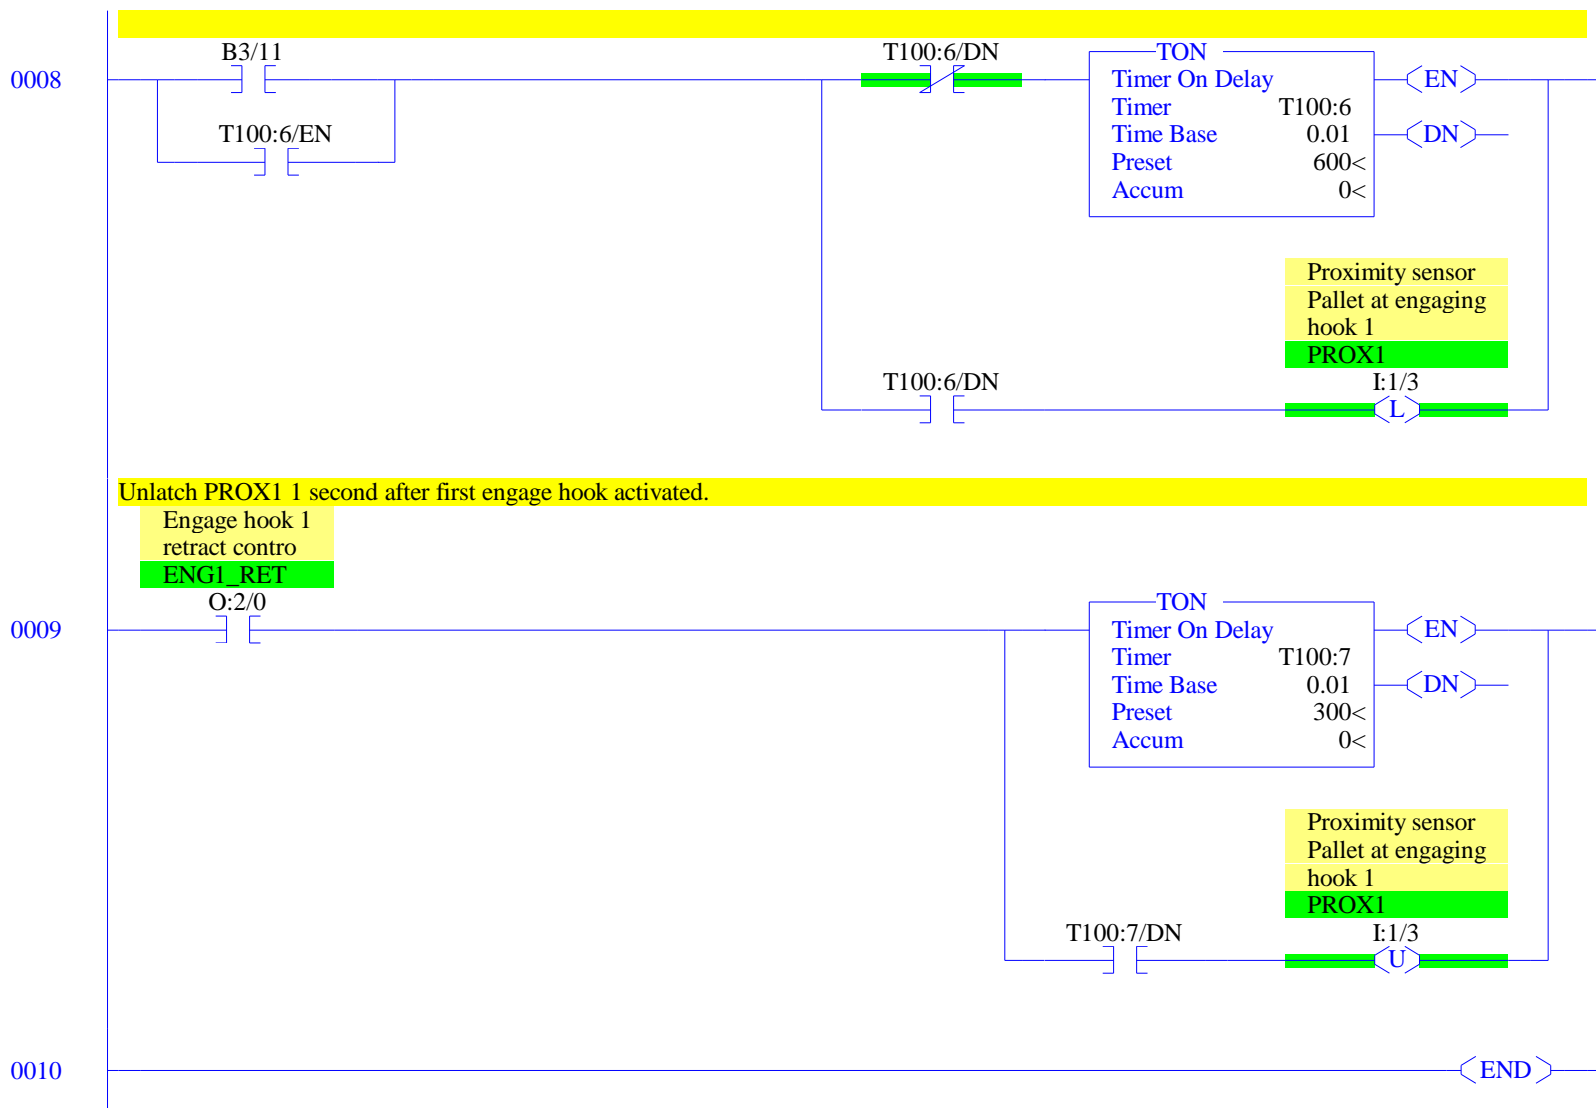 B3/11
T100:6/DN
TON
0008
Timer On Delay
EN
Timer T100:6
T100:6/EN
Time Base 0.01
DN
Preset 600<
Accum 0<
Proximity sensor
Pallet at engaging
hook 1
PROX1
T100:6/DN
I:1/3
L
Unlatch PROX1 1 second after first engage hook activated.
Engage hook 1
retract contro
ENG1_RET
O:2/0
TON
0009
Timer On Delay
EN
Timer T100:7
Time Base 0.01
DN
Preset 300<
Accum 0<
Proximity sensor
Pallet at engaging
hook 1
PROX1
T100:7/DN
I:1/3
U
0010
END